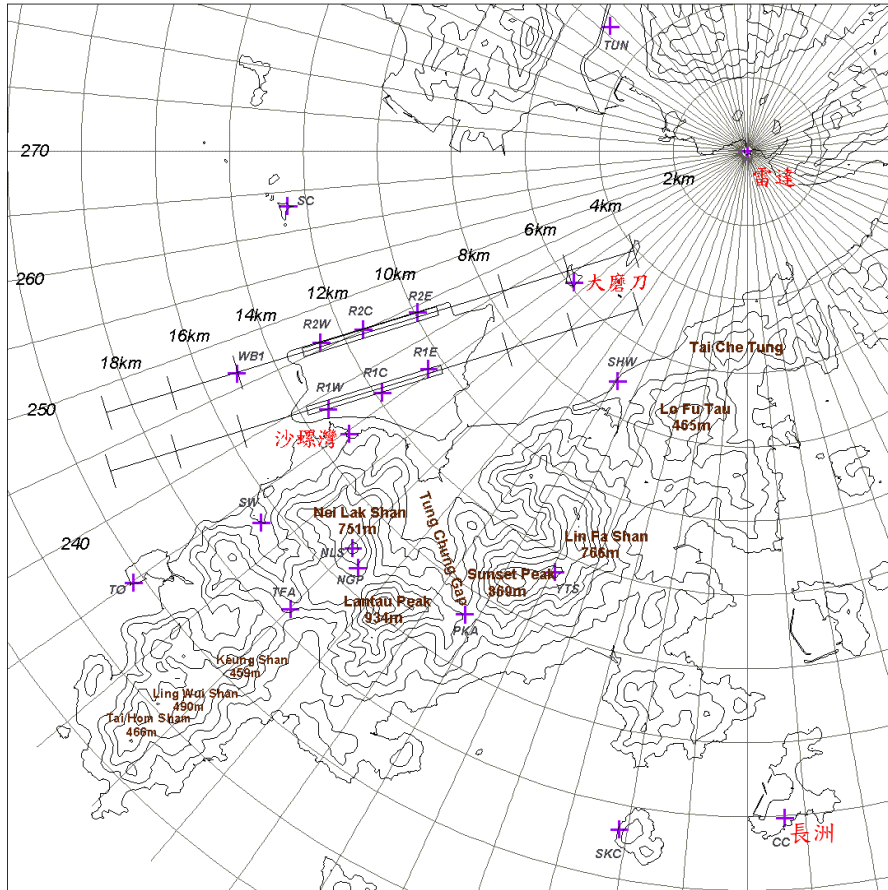 TUN
270
2km
雷達
SC
4km
6km
大磨刀
260
8km
10km
12km
R2E
R2C
R2W
14km
16km
WB1
18km
R1E
R1C
R1W
Tai Che Tung
SHW
250
Lo Fu Tau
465m
沙螺灣
SW
Nei Lak Shan
751m
Tung Chung Gap
240
NLS
NGP
Lin Fa Shan
766m
Sunset Peak
869m
YTS
TO
TFA
Lantau Peak
934m
PKA
Keung Shan
459m
Ling Wui Shan
490m
Tai Hom Sham
466m
SKC
CC
長洲